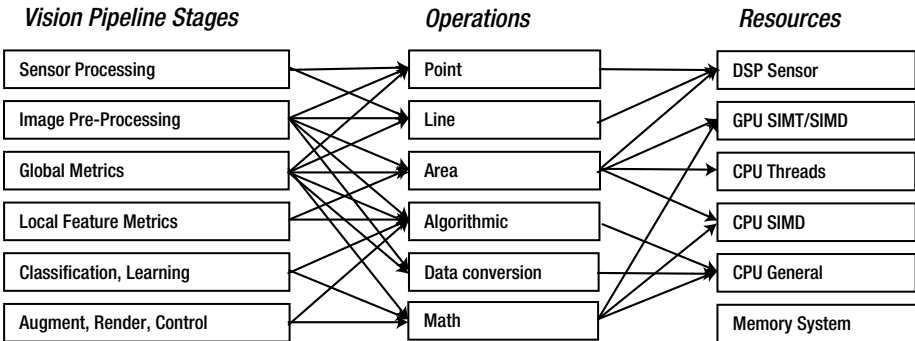 Vision Pipeline Stages Operations Resources
Sensor Processing Point DSP Sensor
Image Pre-Processing Line GPU SIMT/SIMD
Global Metrics Area CPU Threads
Local Feature Metrics Algorithmic CPU SIMD
Classification, Learning Data conversion CPU General
Augment, Render, Control Math Memory System